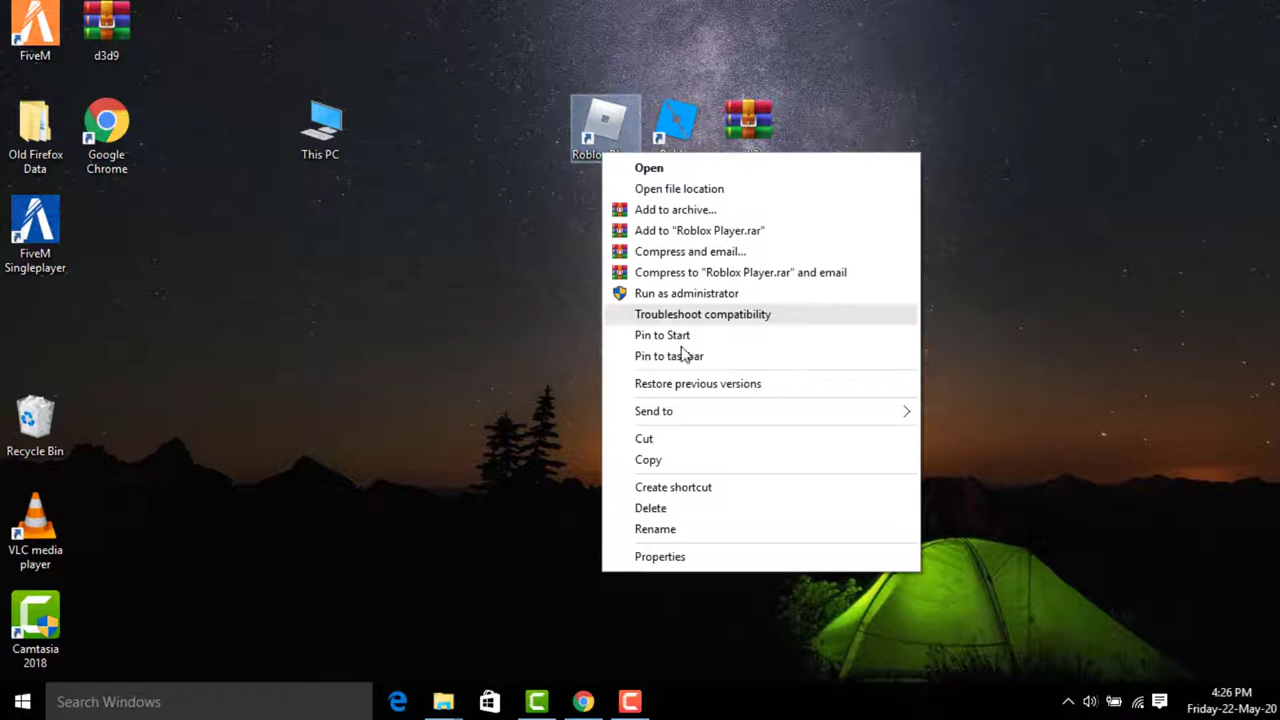 FiveM
d3d9
Old Firefox
Data
Google
Chrome
This PC
FiveM
Singleplayer
Recycle Bin
VLC media
player
Camtasia
2018
Open
Open file location
Add to archive...
Add to "Roblox Player.rar"
Compress and email...
Compress to "Roblox Player.rar" and email
Run as administrator
Troubleshoot compatibility
Pin to Start
Pin to taskbar
Restore previous versions
Send to
Cut
Copy
Create shortcut
Delete
Rename
Properties
Search Windows
4:26 PM
Friday-22-May-20